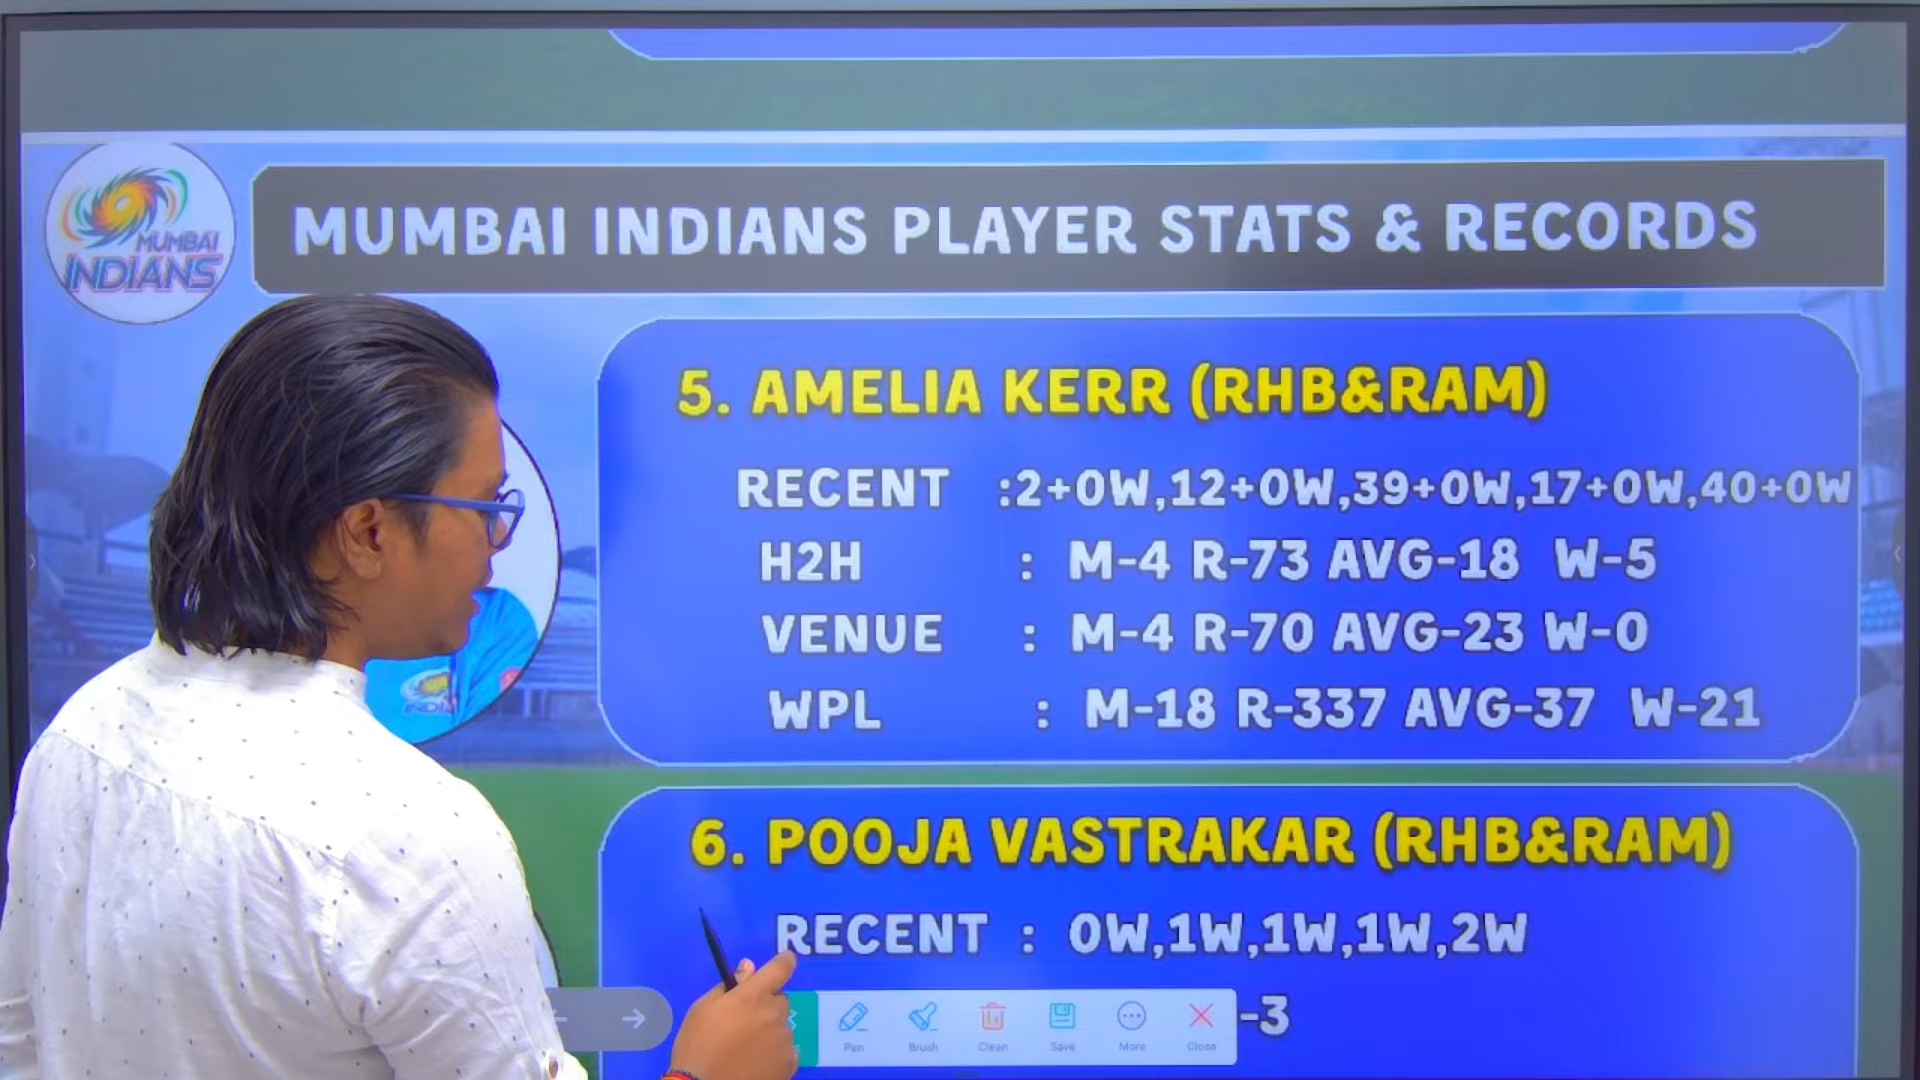 MUMBAI
INDIANS
MUMBAI INDIANS PLAYER STATS & RECORDS
5. AMELIA KERR (RHB&RAM)
RECENT :2+0W,12+0W,39+0W,17+0W,40+0W
H2H : M-4 R-73 AVG-18 W-5
VENUE : M-4 R-70 AVG-23 W-0
WPL : M-18 R-337 AVG-37 W-21
6. POOJA VASTRAKAR (RHB&RAM)
RECENT : 0W,1W,1W,1W,2W
-3
Pen Brush Clean Save More Close